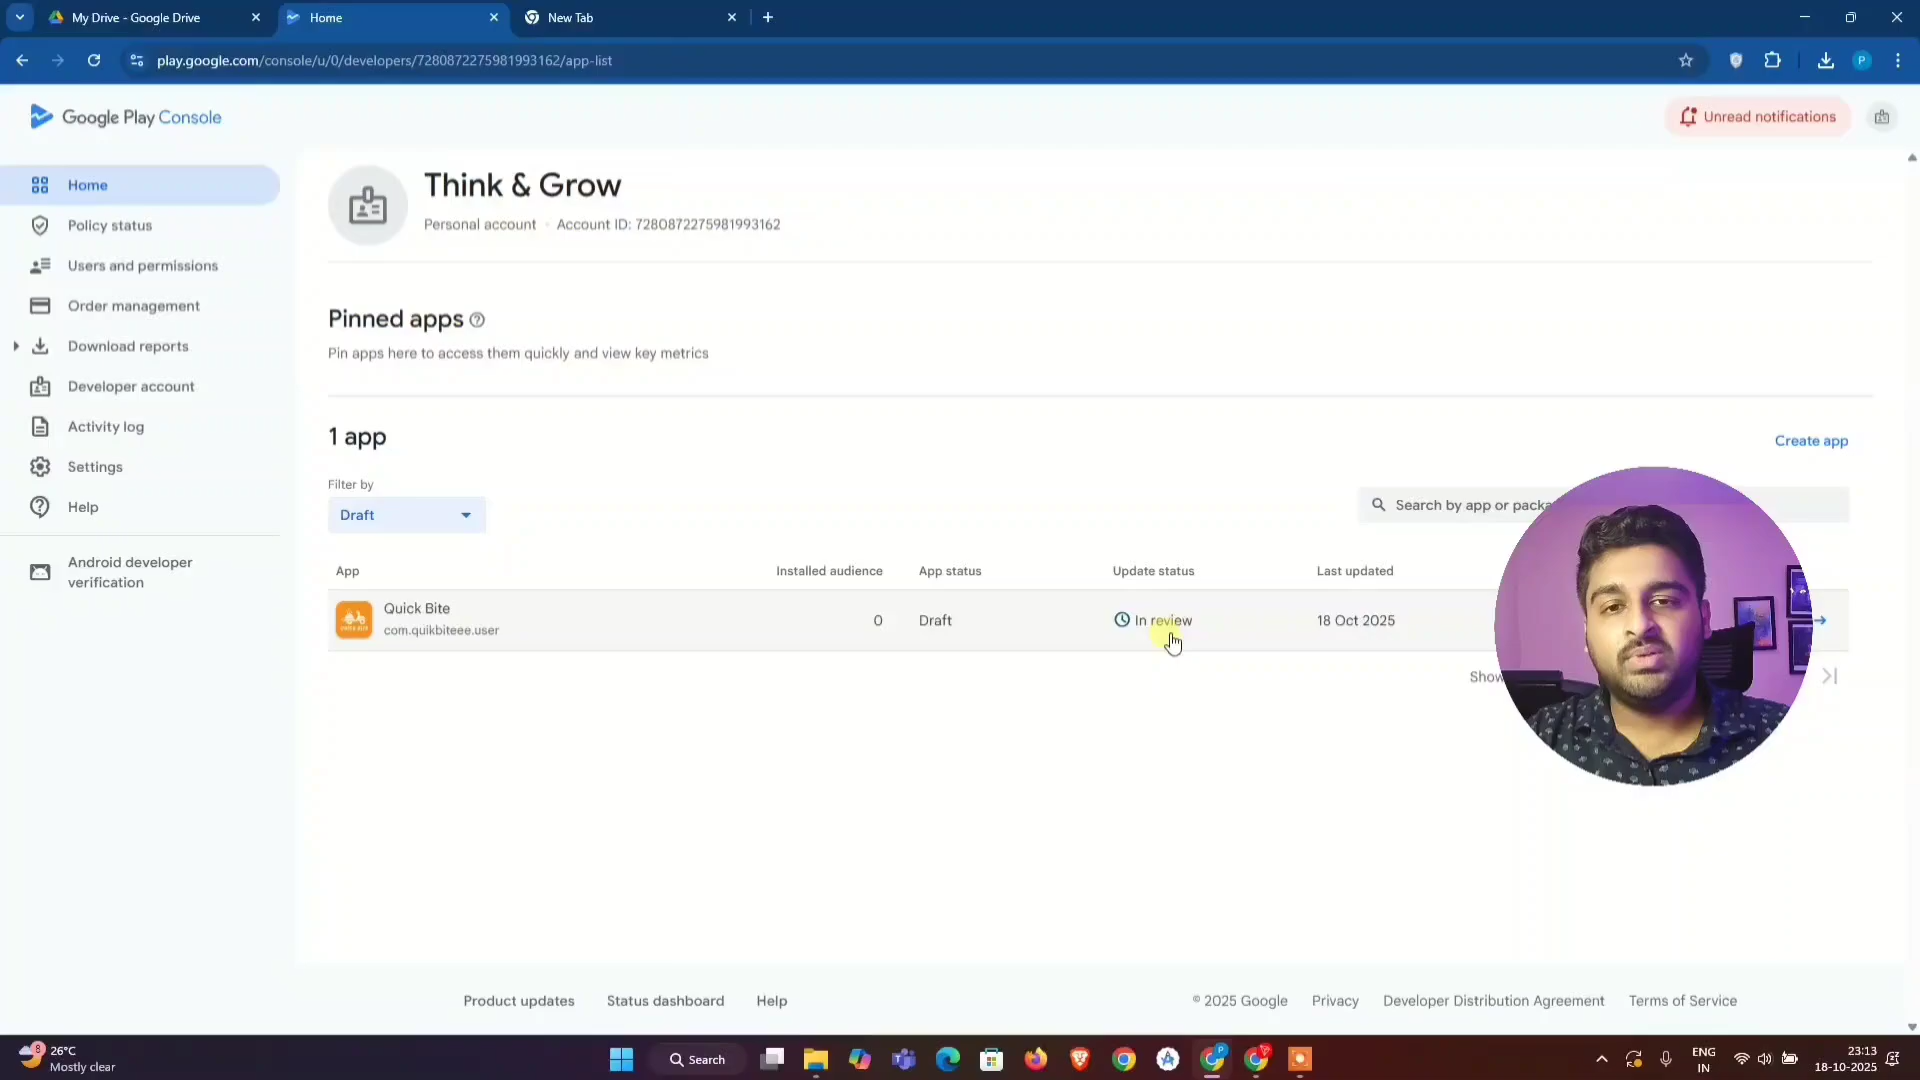 My Drive - Google Drive
Home
New Tab
play.google.com/console/u/0/developers/7280872275981993162/app-list
P
Google Play Console
Unread notifications
Home
Policy status
Users and permissions
Order management
Download reports
Developer account
Activity log
Settings
Help
Android developer
verification
Think & Grow
Personal account · Account ID: 7280872275981993162
Pinned apps
Pin apps here to access them quickly and view key metrics
1 app
Create app
Filter by
Draft
Search by app or packa
App
Installed audience
App status
Update status
Last updated
Quick Bite
com.quikbiteee.user
0
Draft
In review
18 Oct 2025
Show
Product updates
Status dashboard
Help
© 2025 Google
Privacy
Developer Distribution Agreement
Terms of Service
8
26°C
Mostly clear
Search
P
ENG
IN
23:13
18-10-2025